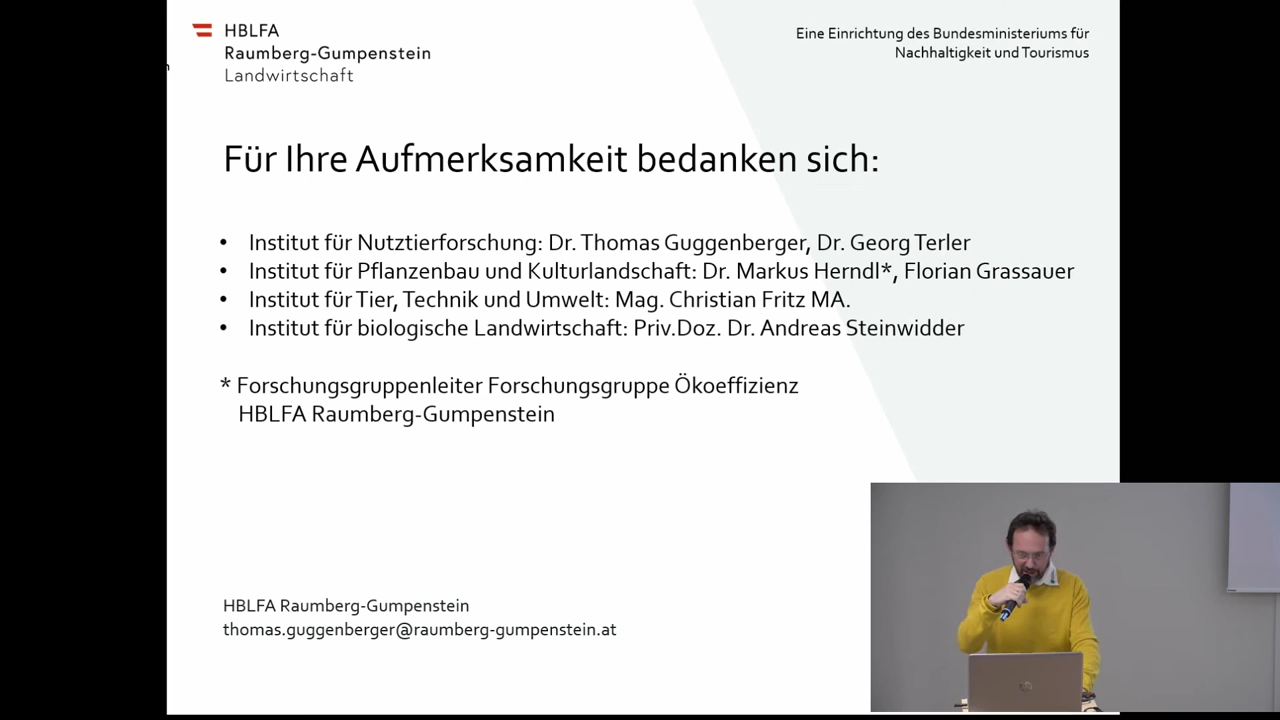 HBLFA
Raumberg-Gumpenstein
Landwirtschaft
Eine Einrichtung des Bundesministeriums für
Nachhaltigkeit und Tourismus
Für Ihre Aufmerksamkeit bedanken sich:
• Institut für Nutztierforschung: Dr. Thomas Guggenberger, Dr. Georg Terler
• Institut für Pflanzenbau und Kulturlandschaft: Dr. Markus Herndl*, Florian Grassauer
• Institut für Tier, Technik und Umwelt: Mag. Christian Fritz MA.
• Institut für biologische Landwirtschaft: Priv.Doz. Dr. Andreas Steinwidder
* Forschungsgruppenleiter Forschungsgruppe Ökoeffizienz
HBLFA Raumberg-Gumpenstein
HBLFA Raumberg-Gumpenstein
thomas.guggenberger@raumberg-gumpenstein.at